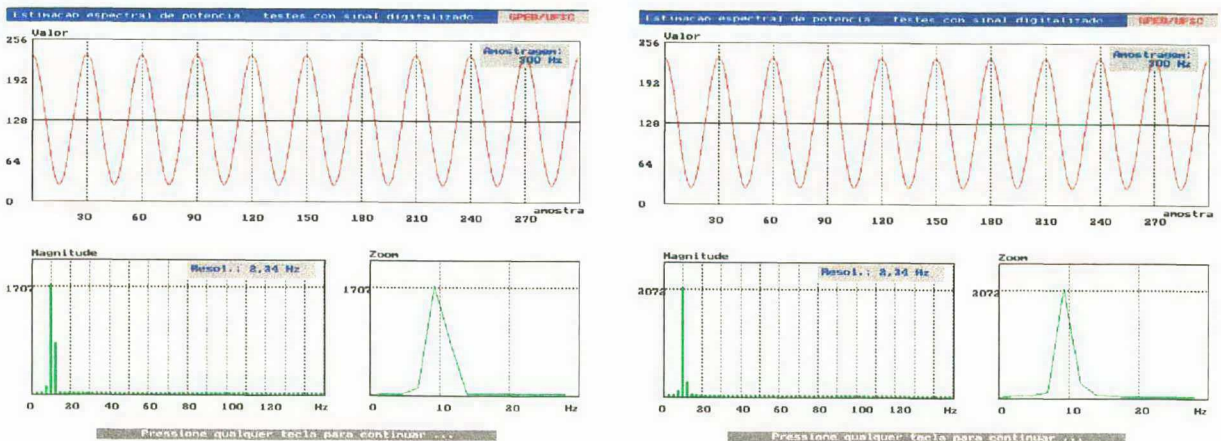 Estimacao espectral de potencia testes com sinal digitalizado GPEB/UFSC
Valor
256
192
128
64
0
Amostragem:
300 Hz
30 60 90 120 150 180 210 240 270
amostra
Magnitude
Resol.: 2,34 Hz
1707
0 20 40 60 80 100 120 Hz
Zoom
1707
0 10 20 Hz
Pressione qualquer tecla para continuar ...
Estimacao espectral de potencia testes com sinal digitalizado GPEB/UFSC
Valor
256
192
128
64
0
Amostragem:
300 Hz
30 60 90 120 150 180 210 240 270
amostra
Magnitude
Resol.: 2,34 Hz
2072
0 20 40 60 80 100 120 Hz
Zoom
2072
0 10 20 Hz
Pressione qualquer tecla para continuar ...